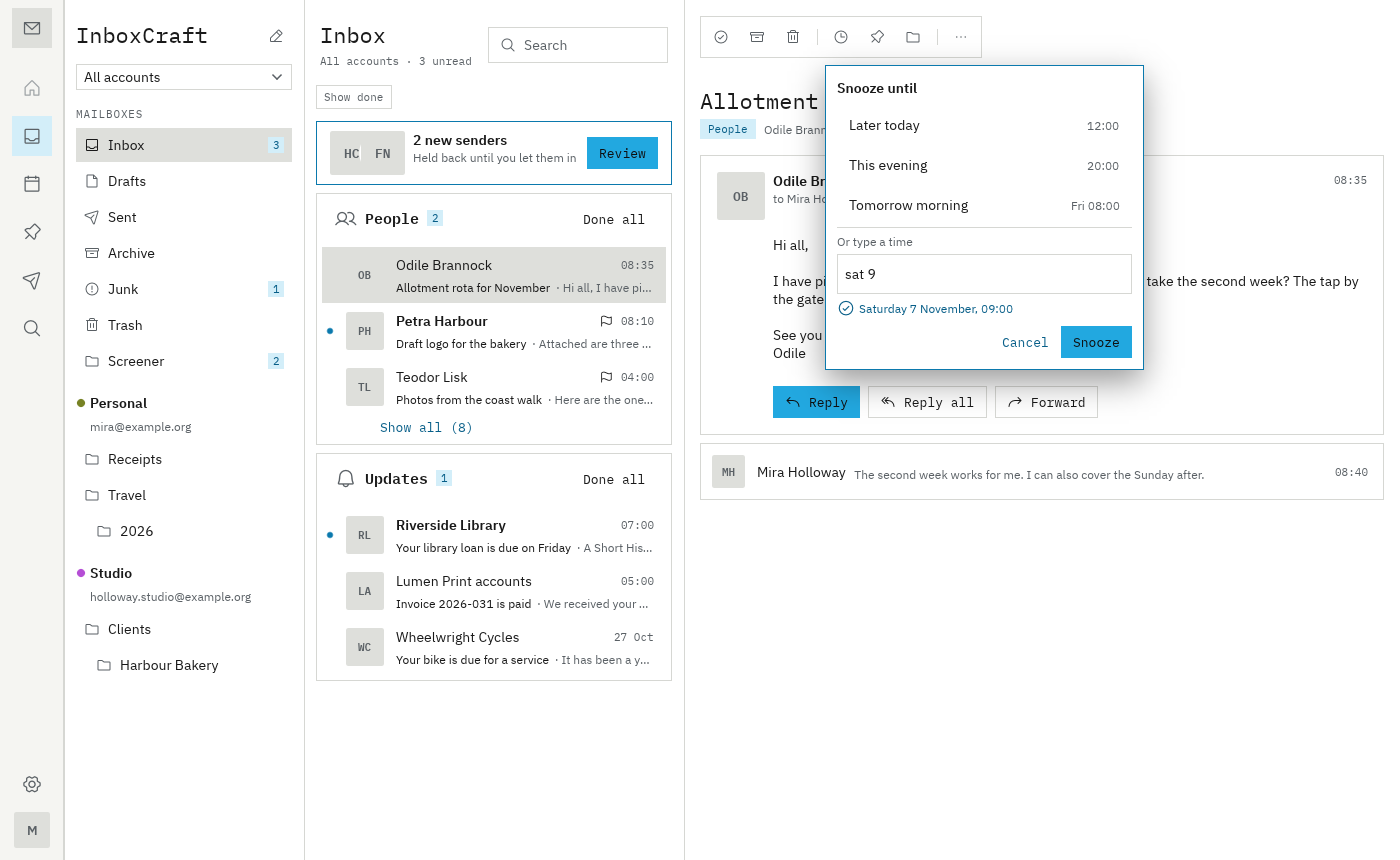 InboxCraft
All accounts
MAILBOXES
Inbox 3
Drafts
Sent
Archive
Junk 1
Trash
Screener 2
Personal
mira@example.org
Receipts
Travel
2026
Studio
holloway.studio@example.org
Clients
Harbour Bakery
M
Inbox
All accounts · 3 unread
Search
Show done
HC FN
2 new senders
Held back until you let them in
Review
People 2 Done all
OB Odile Brannock 08:35
Allotment rota for November · Hi all, I have pi…
PH Petra Harbour 08:10
Draft logo for the bakery · Attached are three …
TL Teodor Lisk 04:00
Photos from the coast walk · Here are the one…
Show all (8)
Updates 1 Done all
RL Riverside Library 07:00
Your library loan is due on Friday · A Short His…
LA Lumen Print accounts 05:00
Invoice 2026-031 is paid · We received your …
WC Wheelwright Cycles 27 Oct
Your bike is due for a service · It has been a y…
Allotment
People Odile Brann
OB Odile Br 08:35
to Mira Ho
Hi all,
I have pi take the second week? The tap by
the gate
See you
Odile
Snooze until
Later today 12:00
This evening 20:00
Tomorrow morning Fri 08:00
Or type a time
sat 9
Saturday 7 November, 09:00
Cancel Snooze
Reply Reply all Forward
MH Mira Holloway The second week works for me. I can also cover the Sunday after. 08:40